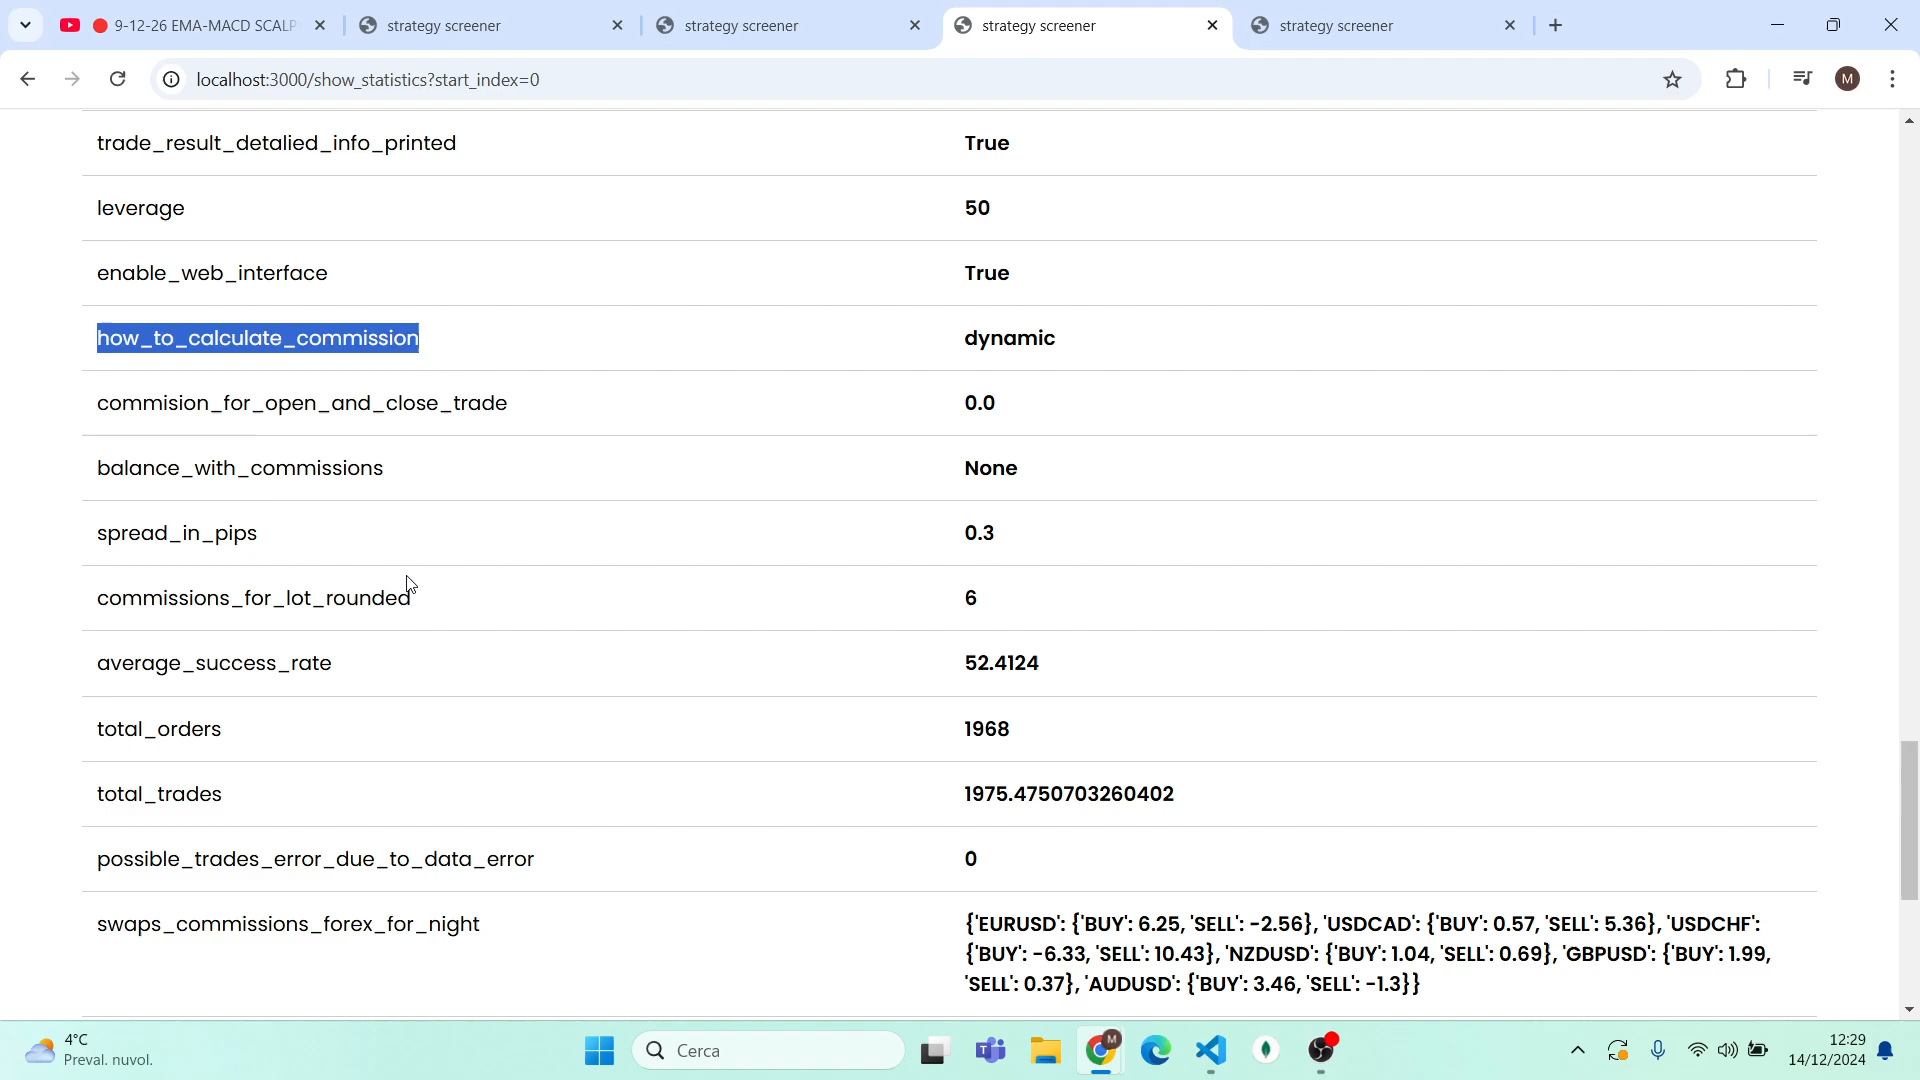 9-12-26 EMA-MACD SCALP
strategy screener
strategy screener
strategy screener
strategy screener
localhost:3000/show_statistics?start_index=0
M
trade_result_detalied_info_printed True
leverage 50
enable_web_interface True
how_to_calculate_commission dynamic
commision_for_open_and_close_trade 0.0
balance_with_commissions None
spread_in_pips 0.3
commissions_for_lot_rounded 6
average_success_rate 52.4124
total_orders 1968
total_trades 1975.4750703260402
possible_trades_error_due_to_data_error 0
swaps_commissions_forex_for_night {'EURUSD': {'BUY': 6.25, 'SELL': -2.56}, 'USDCAD': {'BUY': 0.57, 'SELL': 5.36}, 'USDCHF':
{'BUY': -6.33, 'SELL': 10.43}, 'NZDUSD': {'BUY': 1.04, 'SELL': 0.69}, 'GBPUSD': {'BUY': 1.99,
'SELL': 0.37}, 'AUDUSD': {'BUY': 3.46, 'SELL': -1.3}}
4°C
Preval. nuvol.
Cerca
M
12:29
14/12/2024